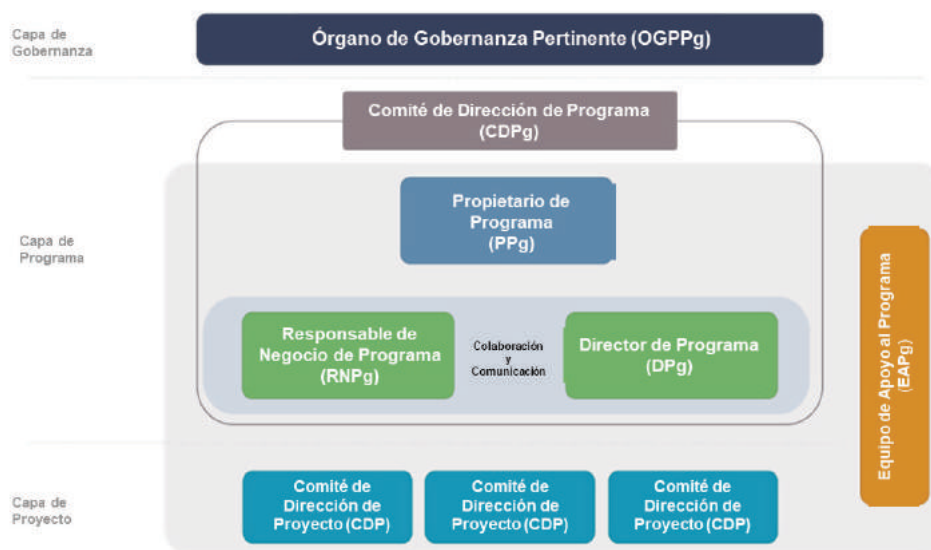 Capa de
Gobernanza
Órgano de Gobernanza Pertinente (OGPPg)
Comité de Dirección de Programa
(CDPg)
Propietario de
Programa
(PPg)
Capa de
Programa
Responsable de
Negocio de Programa
(RNPg)
Colaboración
y
Comunicación
Director de Programa
(DPg)
Equipo de Apoyo al Programa
(EAPg)
Capa de
Proyecto
Comité de
Dirección de
Proyecto (CDP)
Comité de
Dirección de
Proyecto (CDP)
Comité de
Dirección de
Proyecto (CDP)